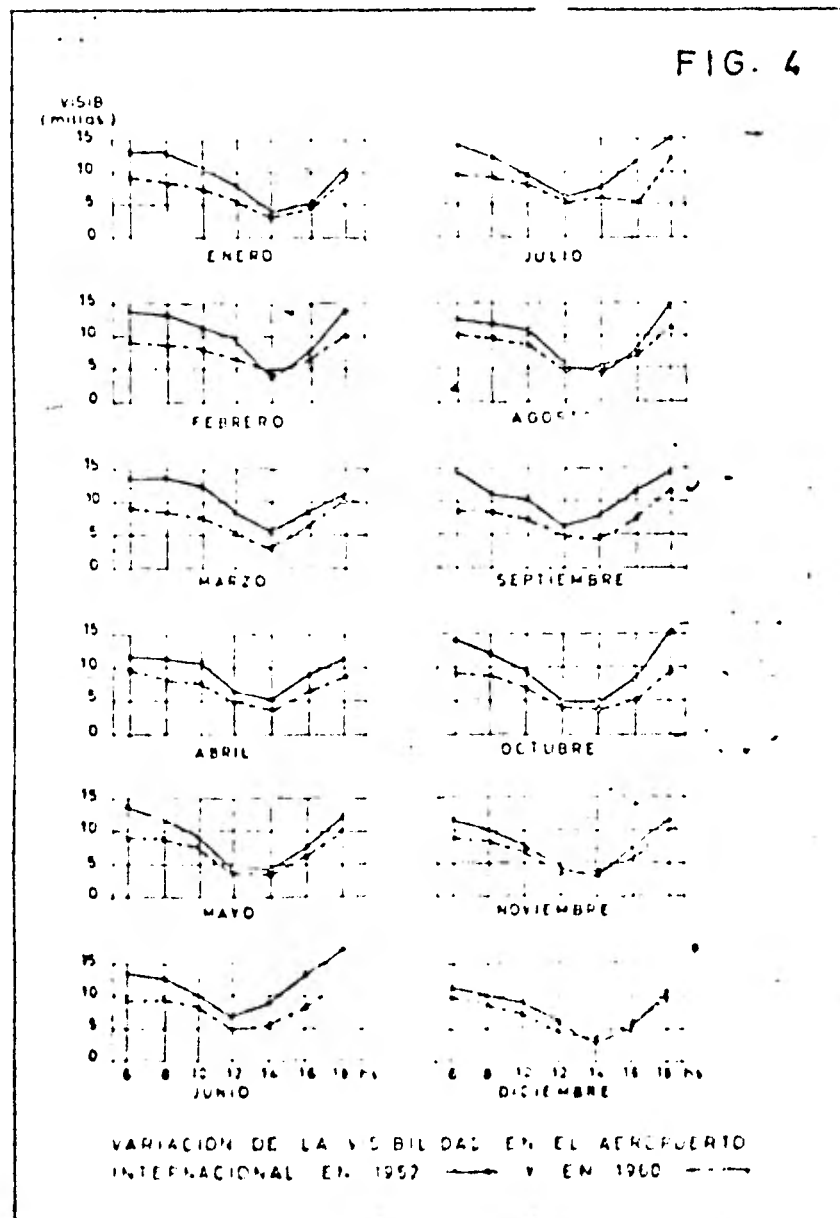 FIG. 4
VISIB
(millas)
15
10
5
0
ENERO
JULIO
15
10
5
0
FEBRERO
15
10
5
0
MARZO
SEPTIEMBRE
15
10
5
0
ABRIL
OCTUBRE
15
10
5
0
MAYO
NOVIEMBRE
15
10
5
0
6 8 10 12 14 16 18 hs
JUNIO
6 8 10 12 14 16 18 hs
DICIEMBRE
VARIACION DE LA EN EL AEROPUERTO
INTERNACIONAL EN 1952 Y EN 1960